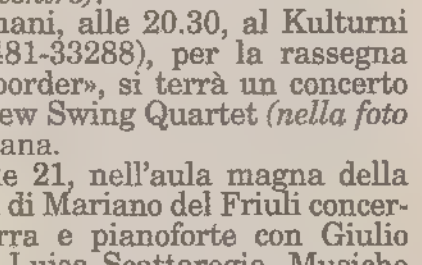 mani, alle 20.30, al Kulturni
481-33288), per la rassegna
border», si terrà un concerto
ew Swing Quartet (nella foto
ana.
e 21, nell'aula magna della
di Mariano del Friuli concer-
rra e pianoforte con Giulio
Luisa Scattaregia. Musiche